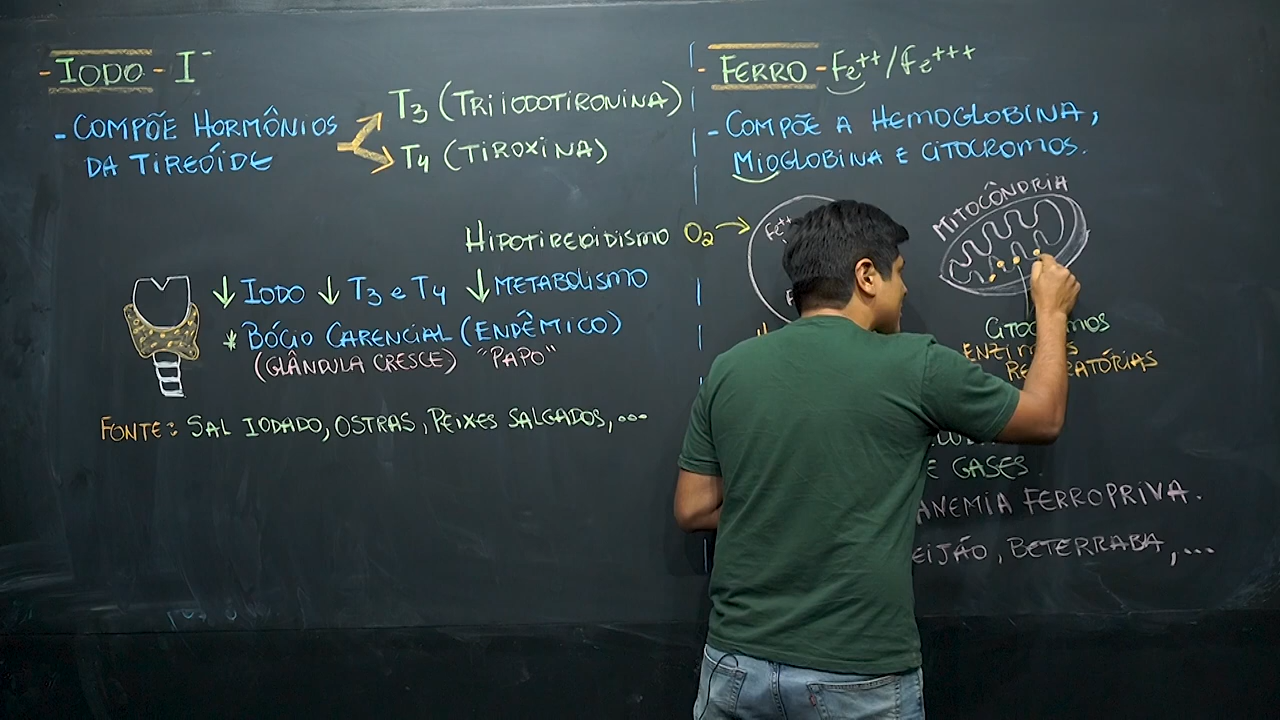 - IODO - I⁻
- COMPÕE HORMÔNIOS
DA TIREÓIDE
T3 (TRIIODOTIRONINA)
T4 (TIROXINA)
HIPOTIREOIDISMO
↓ IODO ↓ T3 e T4 ↓ METABOLISMO
* BÓCIO CARENCIAL (ENDÊMICO)
(GLÂNDULA CRESCE) "PAPO"
FONTE: SAL IODADO, OSTRAS, PEIXES SALGADOS, ...
- FERRO - Fe++/Fe+++
- COMPÕE A HEMOGLOBINA,
MIOGLOBINA E CITOCROMOS.
O2 →
Fe++
MITOCÔNDRIA
E GASES.
ANEMIA FERROPRIVA.
EIJÃO, BETERRABA, ...